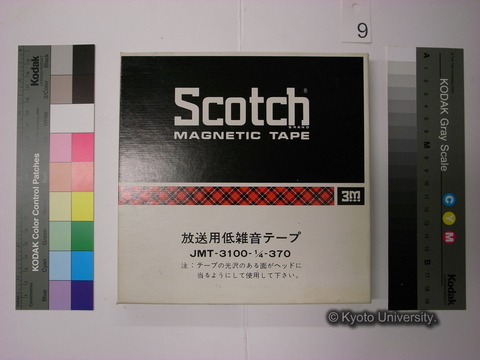 9
Scotch
BRAND
MAGNETIC TAPE
3M
放送用低雑音テープ
JMT-3100-¼-370
注：テープの光沢のある面がヘッドに
当るようにして使用して下さい。
Kodak
KODAK Color Control Patches
KODAK Gray Scale
C
Y
M
Kodak
A
M
B
© Kyoto University.